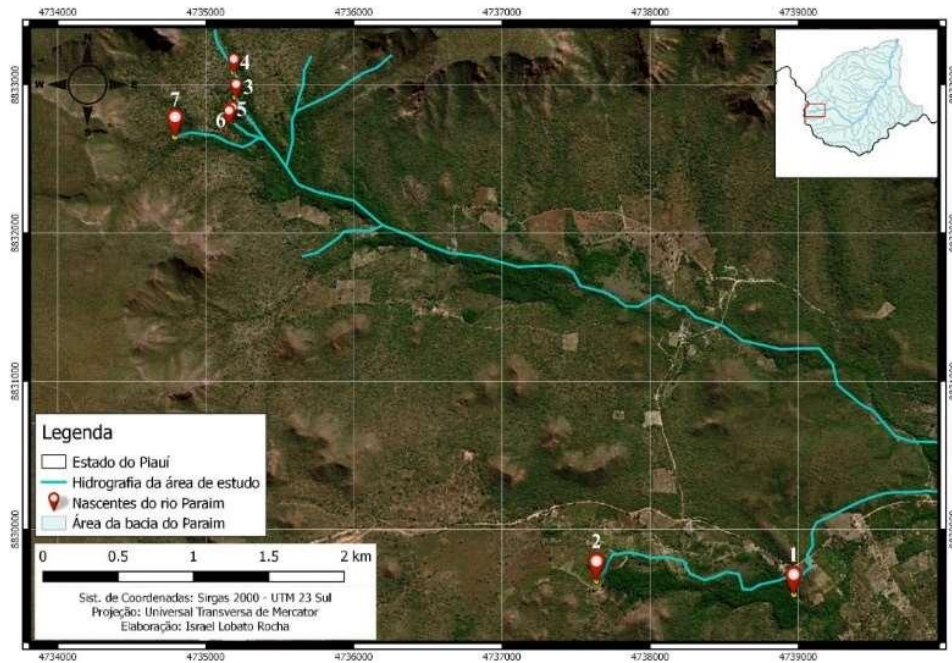 4734000 4735000 4736000 4737000 4738000 4739000
N
W E
S
4
3
5
6
7
8833000
8832000
8831000
8830000
2
1
Legenda
Estado do Piauí
Hidrografia da área de estudo
Nascentes do rio Paraim
Área da bacia do Paraim
0 0.5 1 1.5 2 km
Sist. de Coordenadas: Sirgas 2000 - UTM 23 Sul
Projeção: Universal Transversa de Mercator
Elaboração: Israel Lobato Rocha
4734000 4735000 4736000 4737000 4738000 4739000